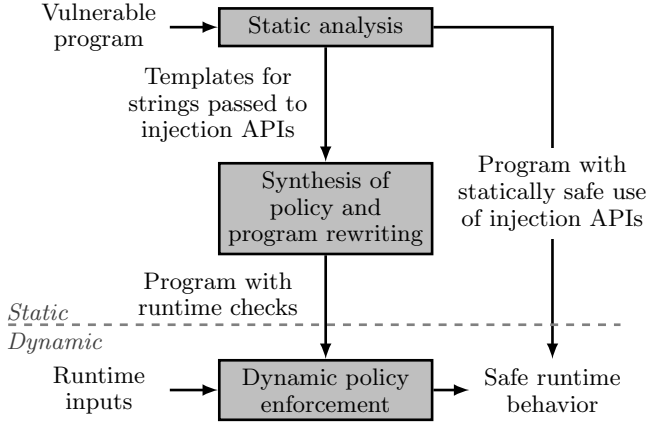 Vulnerable
program
Static analysis
Templates for
strings passed to
injection APIs
Program with
statically safe use
of injection APIs
Synthesis of
policy and
program rewriting
Program with
runtime checks
Static
Dynamic
Runtime
inputs
Dynamic policy
enforcement
Safe runtime
behavior